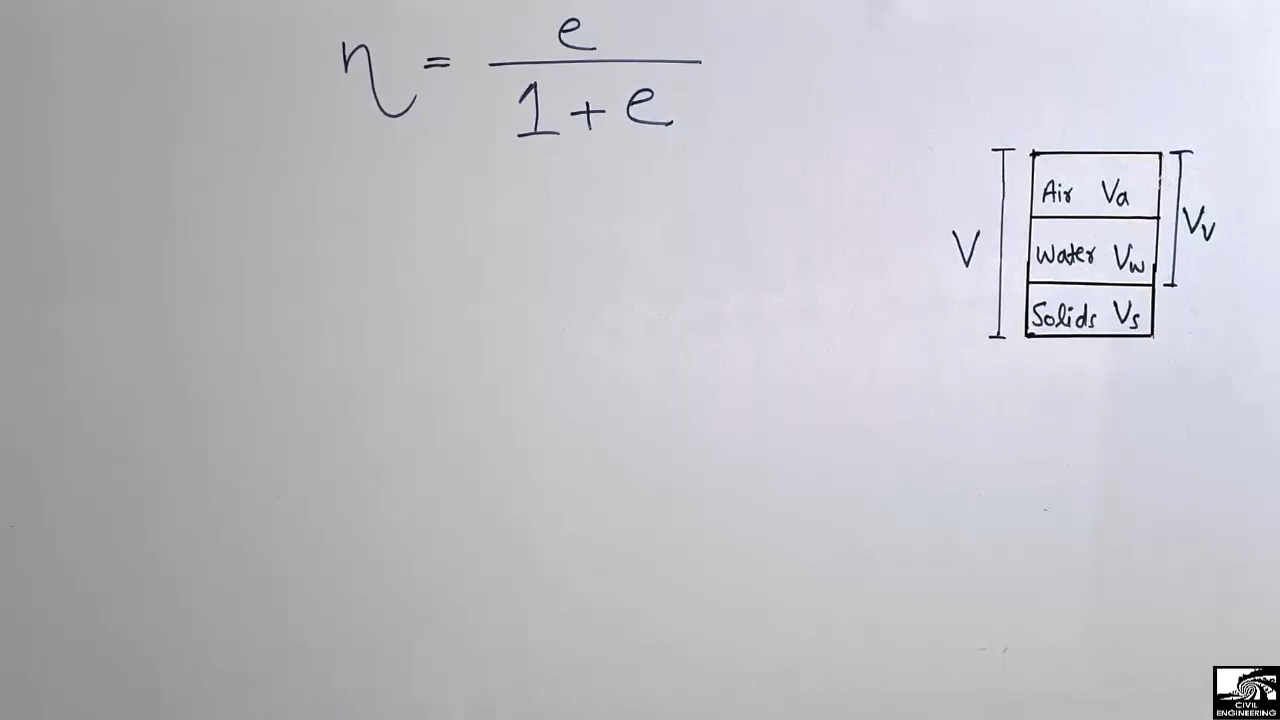 η = e / 1 + e
Air Va
Water Vw
Solids Vs
V
Vv
CIVIL
ENGINEERING